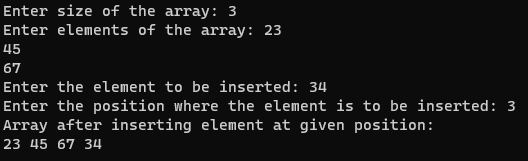 Enter size of the array: 3
Enter elements of the array: 23
45
67
Enter the element to be inserted: 34
Enter the position where the element is to be inserted: 3
Array after inserting element at given position:
23 45 67 34